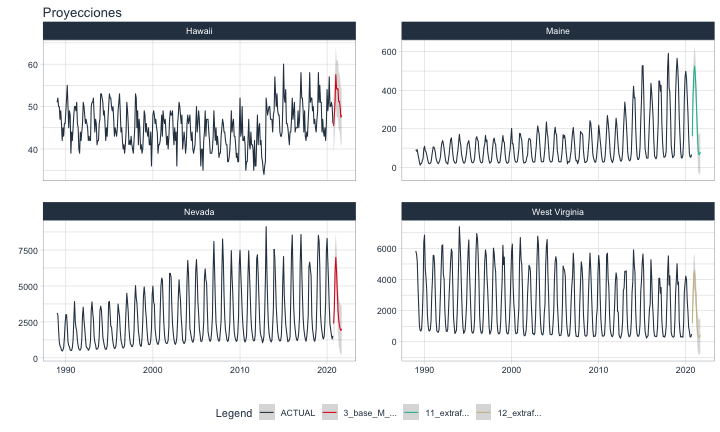 Proyecciones
Hawaii
Maine
60
50
40
600
400
200
0
Nevada
West Virginia
7500
5000
2500
0
6000
4000
2000
0
1990 2000 2010 2020
1990 2000 2010 2020
Legend ACTUAL 3_base_M_... 11_extraf... 12_extraf...